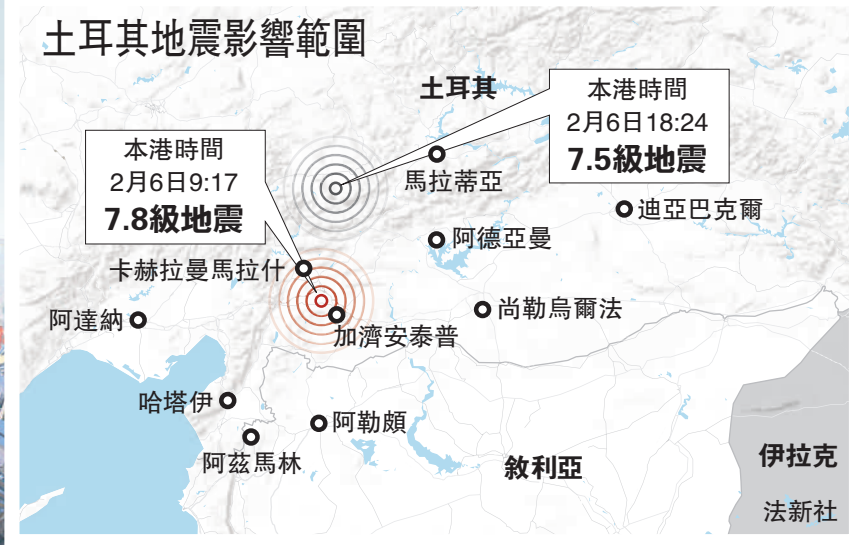 土耳其地震影響範圍
土耳其
本港時間
2月6日18:24
7.5級地震
本港時間
2月6日9:17
7.8級地震
馬拉蒂亞
迪亞巴克爾
阿德亞曼
卡赫拉曼馬拉什
阿達納
尚勒烏爾法
加濟安泰普
哈塔伊
阿勒頗
阿茲馬林
敘利亞
伊拉克
法新社